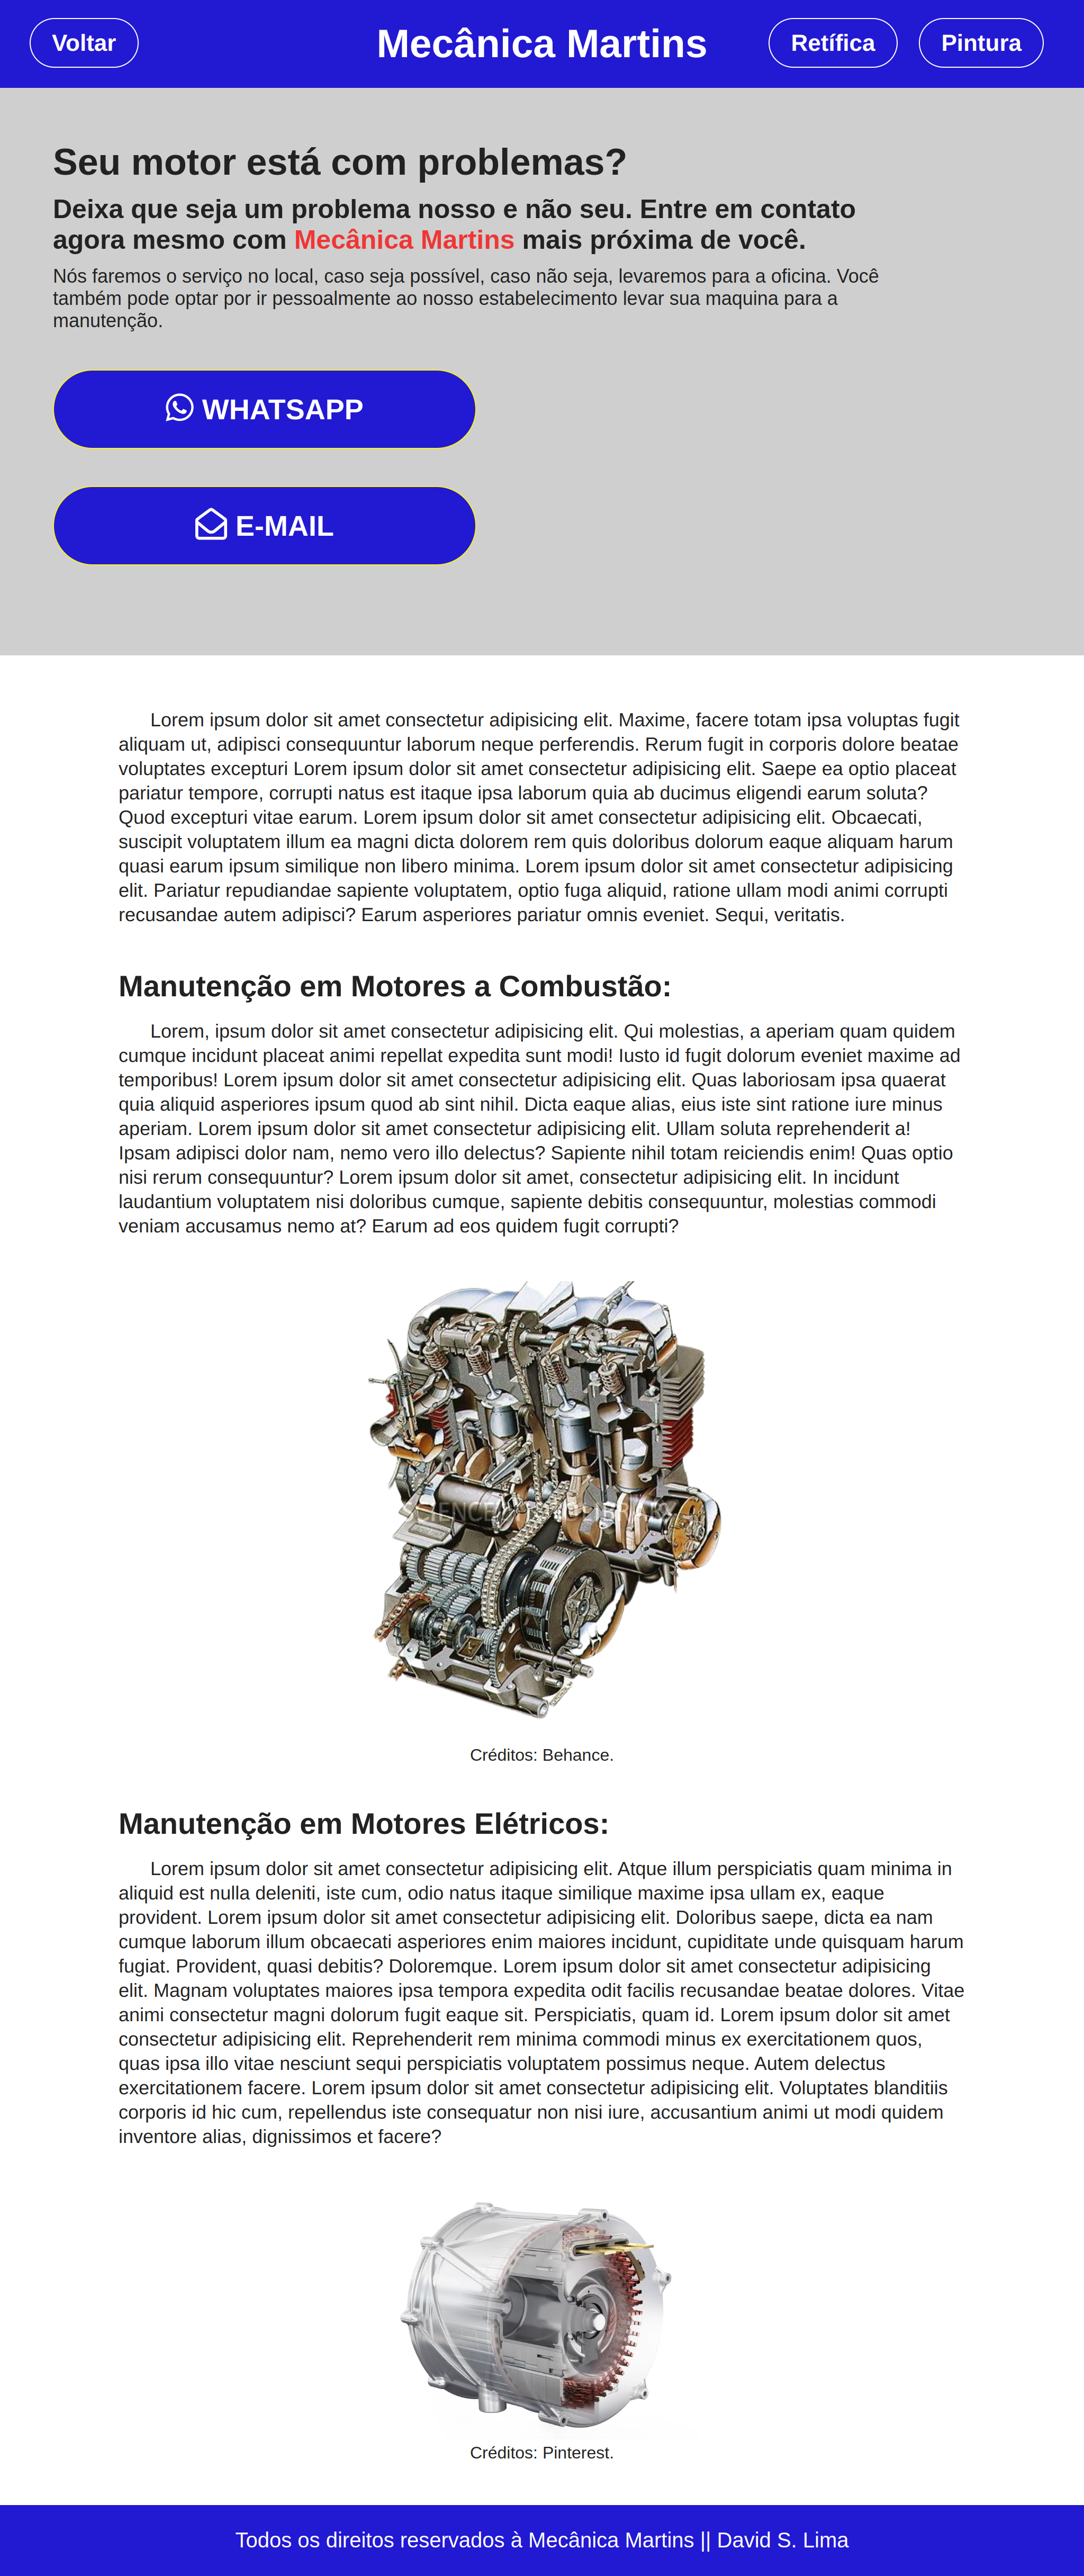 Voltar
Mecânica Martins
Retífica
Pintura
Seu motor está com problemas?
Deixa que seja um problema nosso e não seu. Entre em contato
agora mesmo com Mecânica Martins mais próxima de você.
Nós faremos o serviço no local, caso seja possível, caso não seja, levaremos para a oficina. Você
também pode optar por ir pessoalmente ao nosso estabelecimento levar sua maquina para a
manutenção.
WHATSAPP
E-MAIL
Lorem ipsum dolor sit amet consectetur adipisicing elit. Maxime, facere totam ipsa voluptas fugit
aliquam ut, adipisci consequuntur laborum neque perferendis. Rerum fugit in corporis dolore beatae
voluptates excepturi Lorem ipsum dolor sit amet consectetur adipisicing elit. Saepe ea optio placeat
pariatur tempore, corrupti natus est itaque ipsa laborum quia ab ducimus eligendi earum soluta?
Quod excepturi vitae earum. Lorem ipsum dolor sit amet consectetur adipisicing elit. Obcaecati,
suscipit voluptatem illum ea magni dicta dolorem rem quis doloribus dolorum eaque aliquam harum
quasi earum ipsum similique non libero minima. Lorem ipsum dolor sit amet consectetur adipisicing
elit. Pariatur repudiandae sapiente voluptatem, optio fuga aliquid, ratione ullam modi animi corrupti
recusandae autem adipisci? Earum asperiores pariatur omnis eveniet. Sequi, veritatis.
Manutenção em Motores a Combustão:
Lorem, ipsum dolor sit amet consectetur adipisicing elit. Qui molestias, a aperiam quam quidem
cumque incidunt placeat animi repellat expedita sunt modi! Iusto id fugit dolorum eveniet maxime ad
temporibus! Lorem ipsum dolor sit amet consectetur adipisicing elit. Quas laboriosam ipsa quaerat
quia aliquid asperiores ipsum quod ab sint nihil. Dicta eaque alias, eius iste sint ratione iure minus
aperiam. Lorem ipsum dolor sit amet consectetur adipisicing elit. Ullam soluta reprehenderit a!
Ipsam adipisci dolor nam, nemo vero illo delectus? Sapiente nihil totam reiciendis enim! Quas optio
nisi rerum consequuntur? Lorem ipsum dolor sit amet, consectetur adipisicing elit. In incidunt
laudantium voluptatem nisi doloribus cumque, sapiente debitis consequuntur, molestias commodi
veniam accusamus nemo at? Earum ad eos quidem fugit corrupti?
Créditos: Behance.
Manutenção em Motores Elétricos:
Lorem ipsum dolor sit amet consectetur adipisicing elit. Atque illum perspiciatis quam minima in
aliquid est nulla deleniti, iste cum, odio natus itaque similique maxime ipsa ullam ex, eaque
provident. Lorem ipsum dolor sit amet consectetur adipisicing elit. Doloribus saepe, dicta ea nam
cumque laborum illum obcaecati asperiores enim maiores incidunt, cupiditate unde quisquam harum
fugiat. Provident, quasi debitis? Doloremque. Lorem ipsum dolor sit amet consectetur adipisicing
elit. Magnam voluptates maiores ipsa tempora expedita odit facilis recusandae beatae dolores. Vitae
animi consectetur magni dolorum fugit eaque sit. Perspiciatis, quam id. Lorem ipsum dolor sit amet
consectetur adipisicing elit. Reprehenderit rem minima commodi minus ex exercitationem quos,
quas ipsa illo vitae nesciunt sequi perspiciatis voluptatem possimus neque. Autem delectus
exercitationem facere. Lorem ipsum dolor sit amet consectetur adipisicing elit. Voluptates blanditiis
corporis id hic cum, repellendus iste consequatur non nisi iure, accusantium animi ut modi quidem
inventore alias, dignissimos et facere?
Créditos: Pinterest.
Todos os direitos reservados à Mecânica Martins || David S. Lima